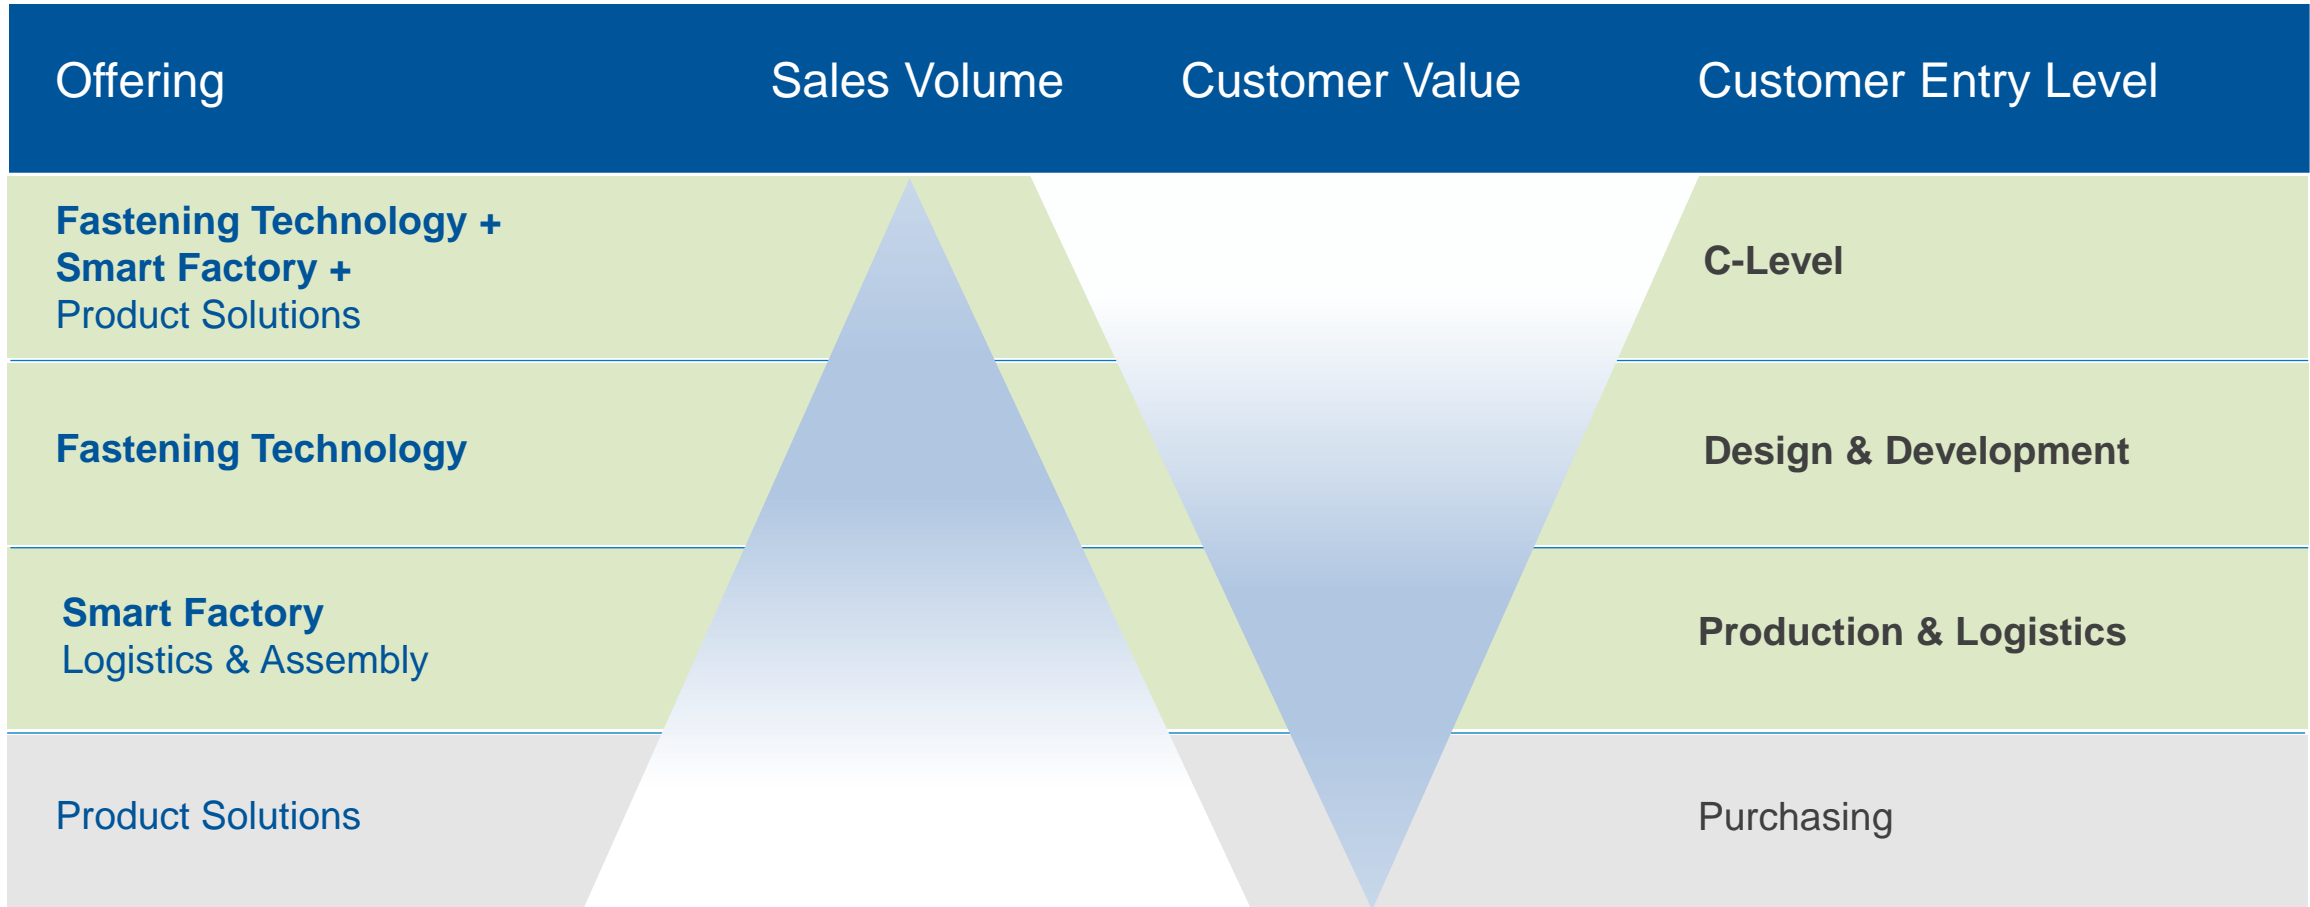 Offering
Sales Volume
Customer Value
Customer Entry Level
Fastening Technology +
Smart Factory +
Product Solutions
C-Level
Fastening Technology
Design & Development
Smart Factory
Logistics & Assembly
Production & Logistics
Product Solutions
Purchasing